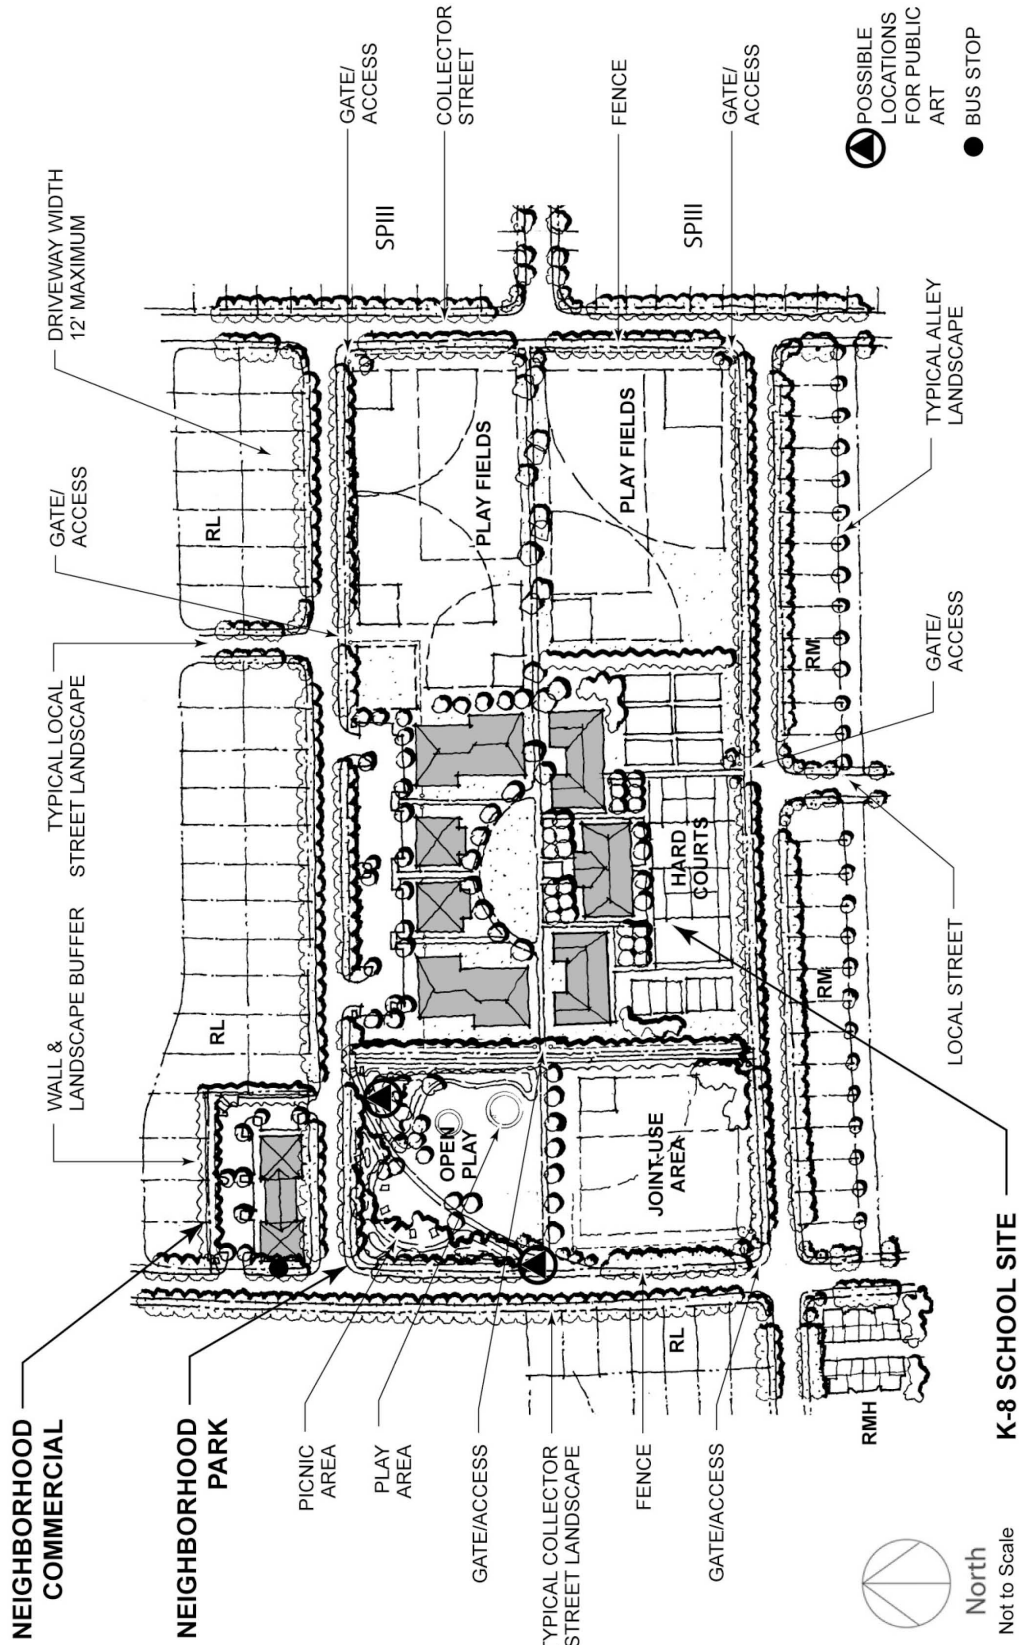 NEIGHBORHOOD
COMMERCIAL
WALL &
LANDSCAPE BUFFER
TYPICAL LOCAL
STREET LANDSCAPE
GATE/
ACCESS
DRIVEWAY WIDTH
12' MAXIMUM
NEIGHBORHOOD
PARK
RL
RL
PICNIC
AREA
PLAY
AREA
GATE/ACCESS
TYPICAL COLLECTOR
STREET LANDSCAPE
FENCE
GATE/ACCESS
OPEN
PLAY
PLAY FIELDS
PLAY FIELDS
JOINT-USE
AREA
HARD
COURTS
RL
RM
RM
RMH
GATE/
ACCESS
COLLECTOR
STREET
SPIII
FENCE
SPIII
GATE/
ACCESS
LOCAL STREET
GATE/
ACCESS
TYPICAL ALLEY
LANDSCAPE
K-8 SCHOOL SITE
POSSIBLE
LOCATIONS
FOR PUBLIC
ART
BUS STOP
North
Not to Scale